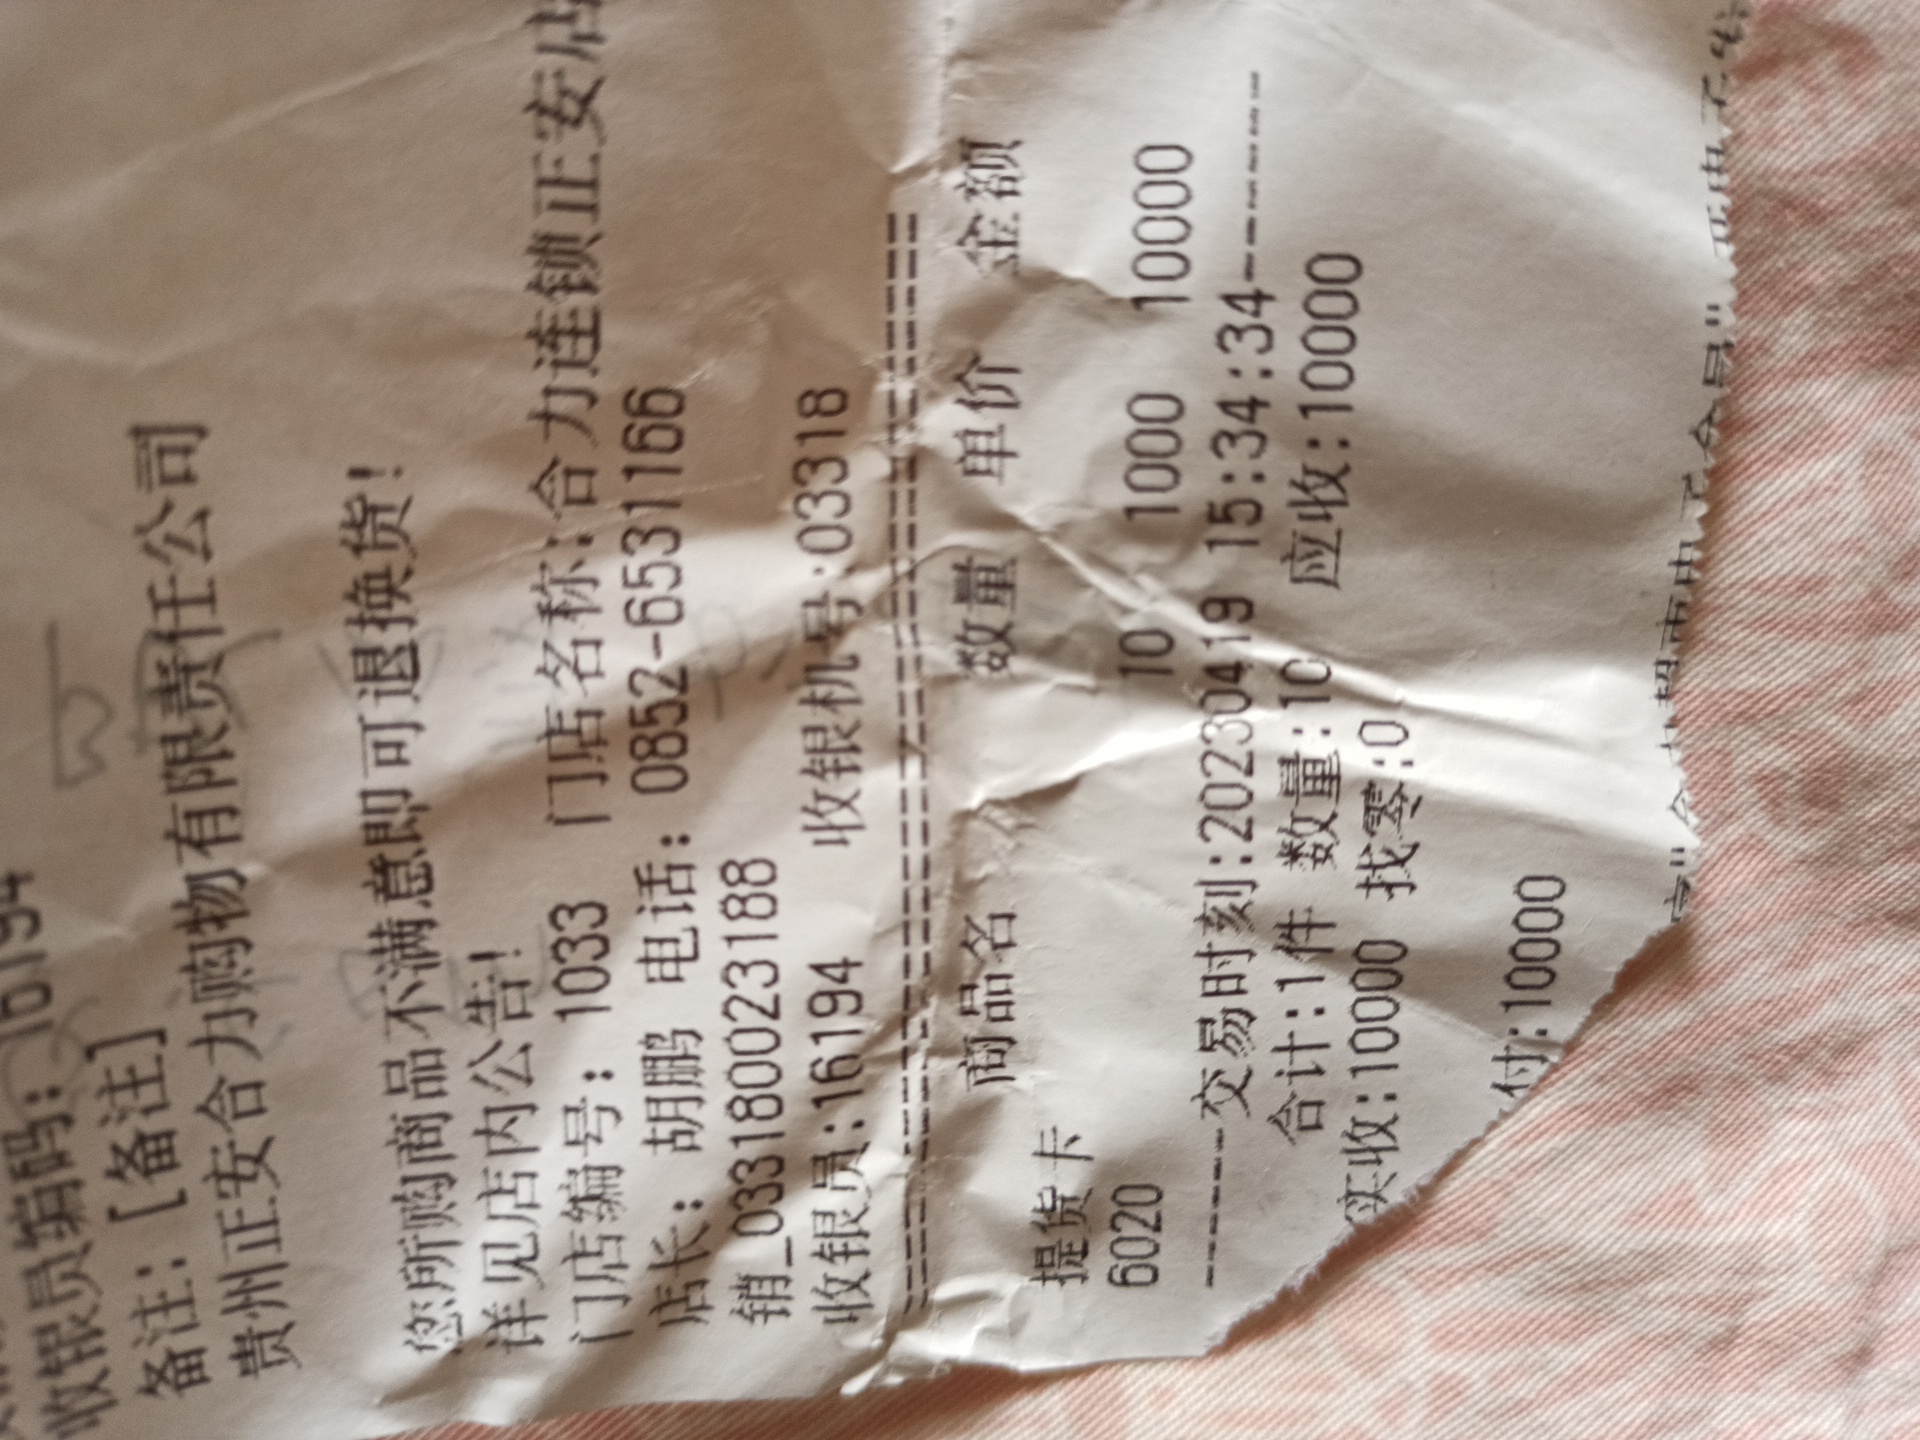 收银员编码: 16194
备注: [备注]
贵州正安合力购物有限责任公司
您所购商品不满意即可退换货!
详见店内公告!
门店编号: 1033 门店名称:合力连锁正安店
店长: 胡鹏 电话: 0852-6531166
销_0331800023188
收银员:16194 收银机号:03318
商品名 数量 单价 金额
提货卡
6020 10 1000 10000
交易时刻:20230419 15:34:34
合计:1件 数量:10 应收:10000
实收:10000 找零:0
付:10000